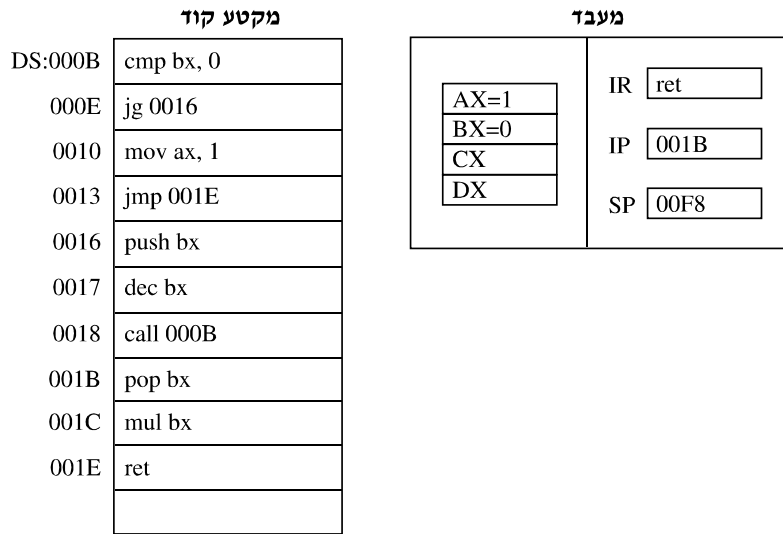 מקטע קוד
DS:000B cmp bx, 0
000E jg 0016
0010 mov ax, 1
0013 jmp 001E
0016 push bx
0017 dec bx
0018 call 000B
001B pop bx
001C mul bx
001E ret
מעבד
AX=1
BX=0
CX
DX
IR ret
IP 001B
SP 00F8